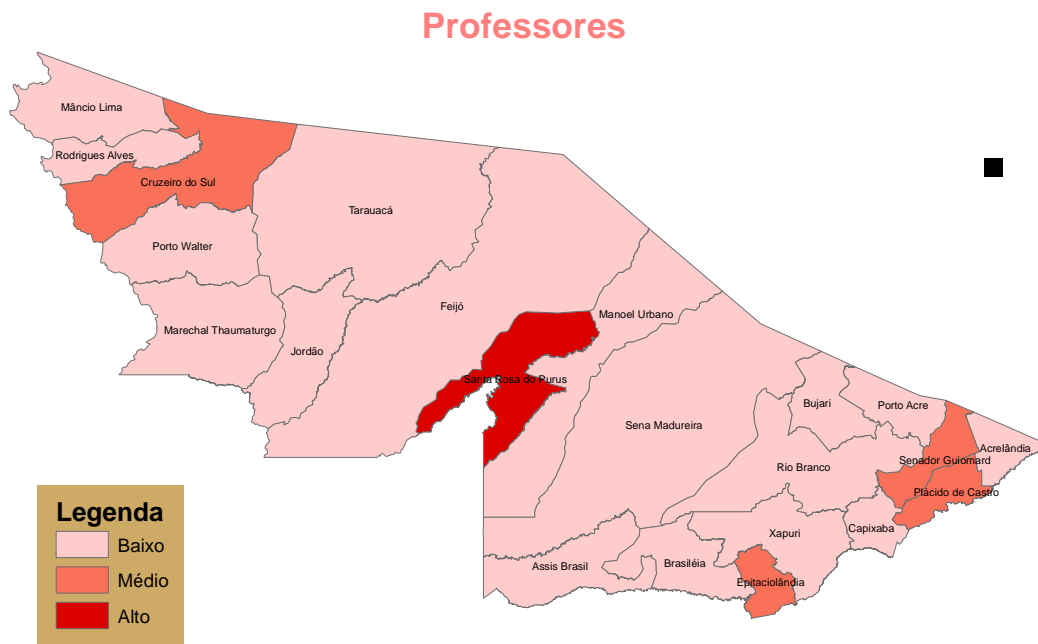 Professores
Mâncio Lima
Rodrigues Alves
Cruzeiro do Sul
Tarauacá
Porto Walter
Feijó
Manoel Urbano
Marechal Thaumaturgo
Jordão
Santa Rosa do Purus
Bujari
Porto Acre
Sena Madureira
Acrelândia
Senador Guiomard
Rio Branco
Plácido de Castro
Capixaba
Xapuri
Assis Brasil
Brasiléia
Epitaciolândia
Legenda
Baixo
Médio
Alto